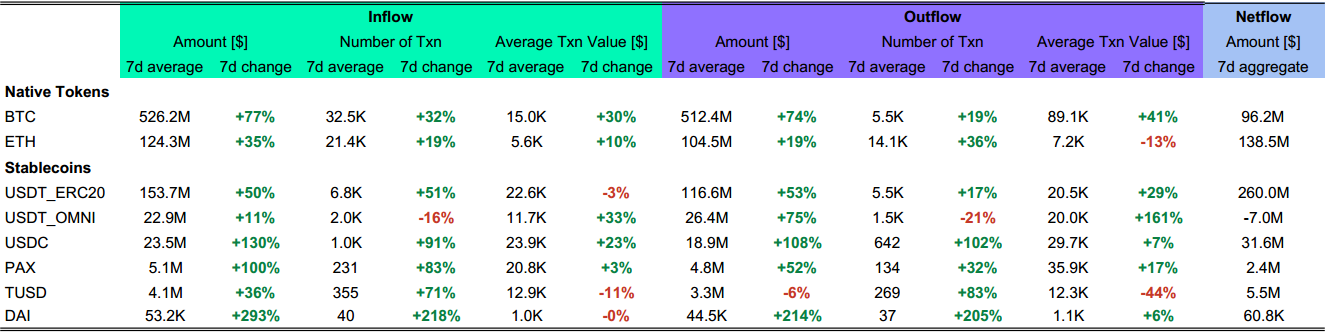 Inflow Outflow Netflow
Amount [$] Number of Txn Average Txn Value [$] Amount [$] Number of Txn Average Txn Value [$] Amount [$]
7d average 7d change 7d average 7d change 7d average 7d change 7d average 7d change 7d average 7d change 7d average 7d change 7d aggregate
Native Tokens
BTC 526.2M +77% 32.5K +32% 15.0K +30% 512.4M +74% 5.5K +19% 89.1K +41% 96.2M
ETH 124.3M +35% 21.4K +19% 5.6K +10% 104.5M +19% 14.1K +36% 7.2K -13% 138.5M
Stablecoins
USDT_ERC20 153.7M +50% 6.8K +51% 22.6K -3% 116.6M +53% 5.5K +17% 20.5K +29% 260.0M
USDT_OMNI 22.9M +11% 2.0K -16% 11.7K +33% 26.4M +75% 1.5K -21% 20.0K +161% -7.0M
USDC 23.5M +130% 1.0K +91% 23.9K +23% 18.9M +108% 642 +102% 29.7K +7% 31.6M
PAX 5.1M +100% 231 +83% 20.8K +3% 4.8M +52% 134 +32% 35.9K +17% 2.4M
TUSD 4.1M +36% 355 +71% 12.9K -11% 3.3M -6% 269 +83% 12.3K -44% 5.5M
DAI 53.2K +293% 40 +218% 1.0K -0% 44.5K +214% 37 +205% 1.1K +6% 60.8K